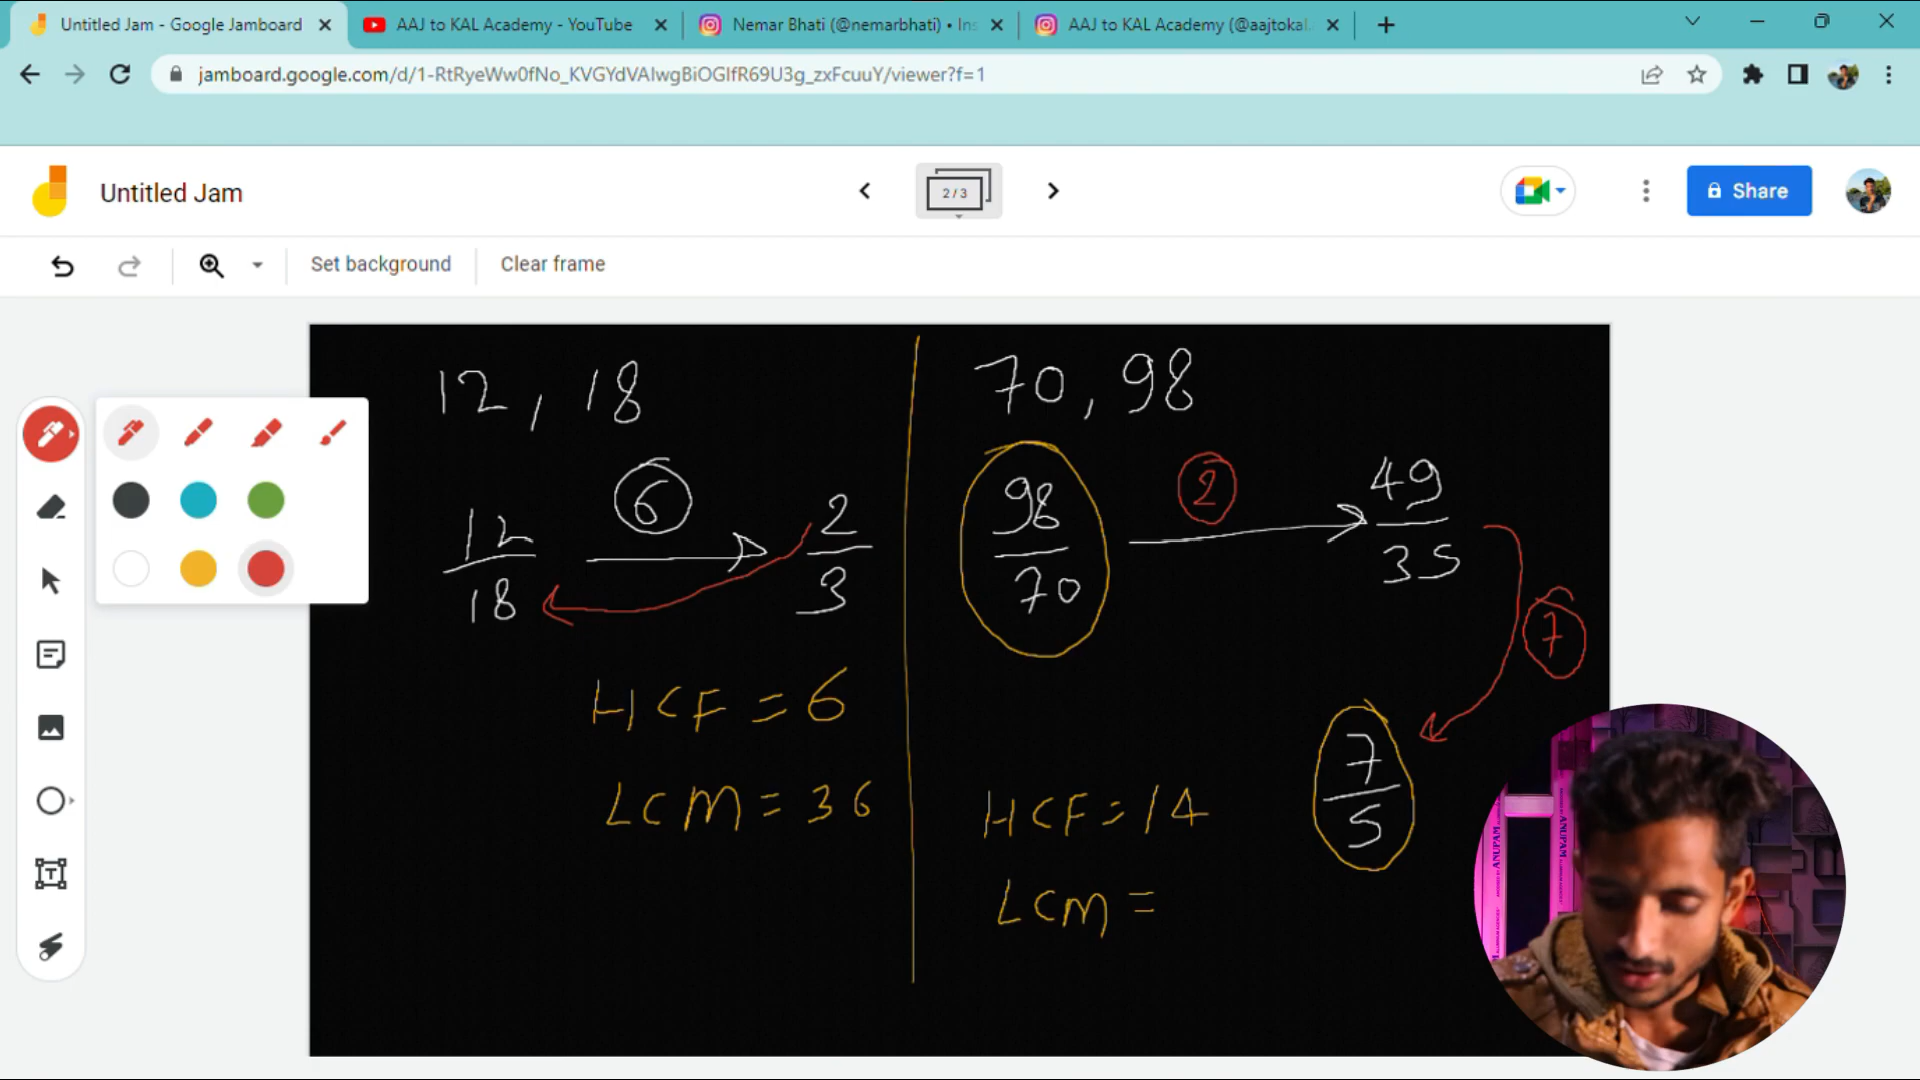 Untitled Jam - Google Jamboard
AAJ to KAL Academy - YouTube
Nemar Bhati (@nemarbhati) • Ins
AAJ to KAL Academy (@aajtokal.
jamboard.google.com/d/1-RtRyeWw0fNo_KVGYdVAIwgBiOGIfR69U3g_zxFcuuY/viewer?f=1
Untitled Jam
2 / 3
Share
Set background
Clear frame
12, 18
12
18
6
2
3
HCF = 6
LCM = 36
70, 98
98
70
2
49
35
7
7
5
HCF = 14
LCM =
ANUPAM
ANUPAM